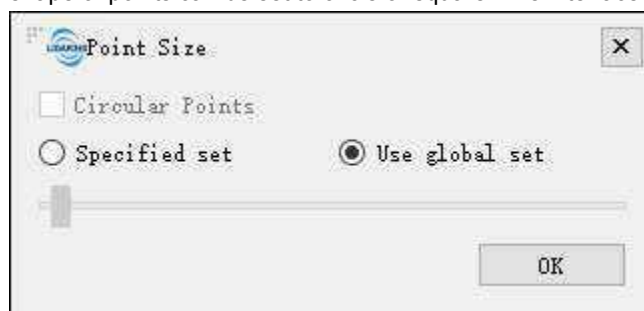 Point Size
Circular Points
Specified set
Use global set
OK